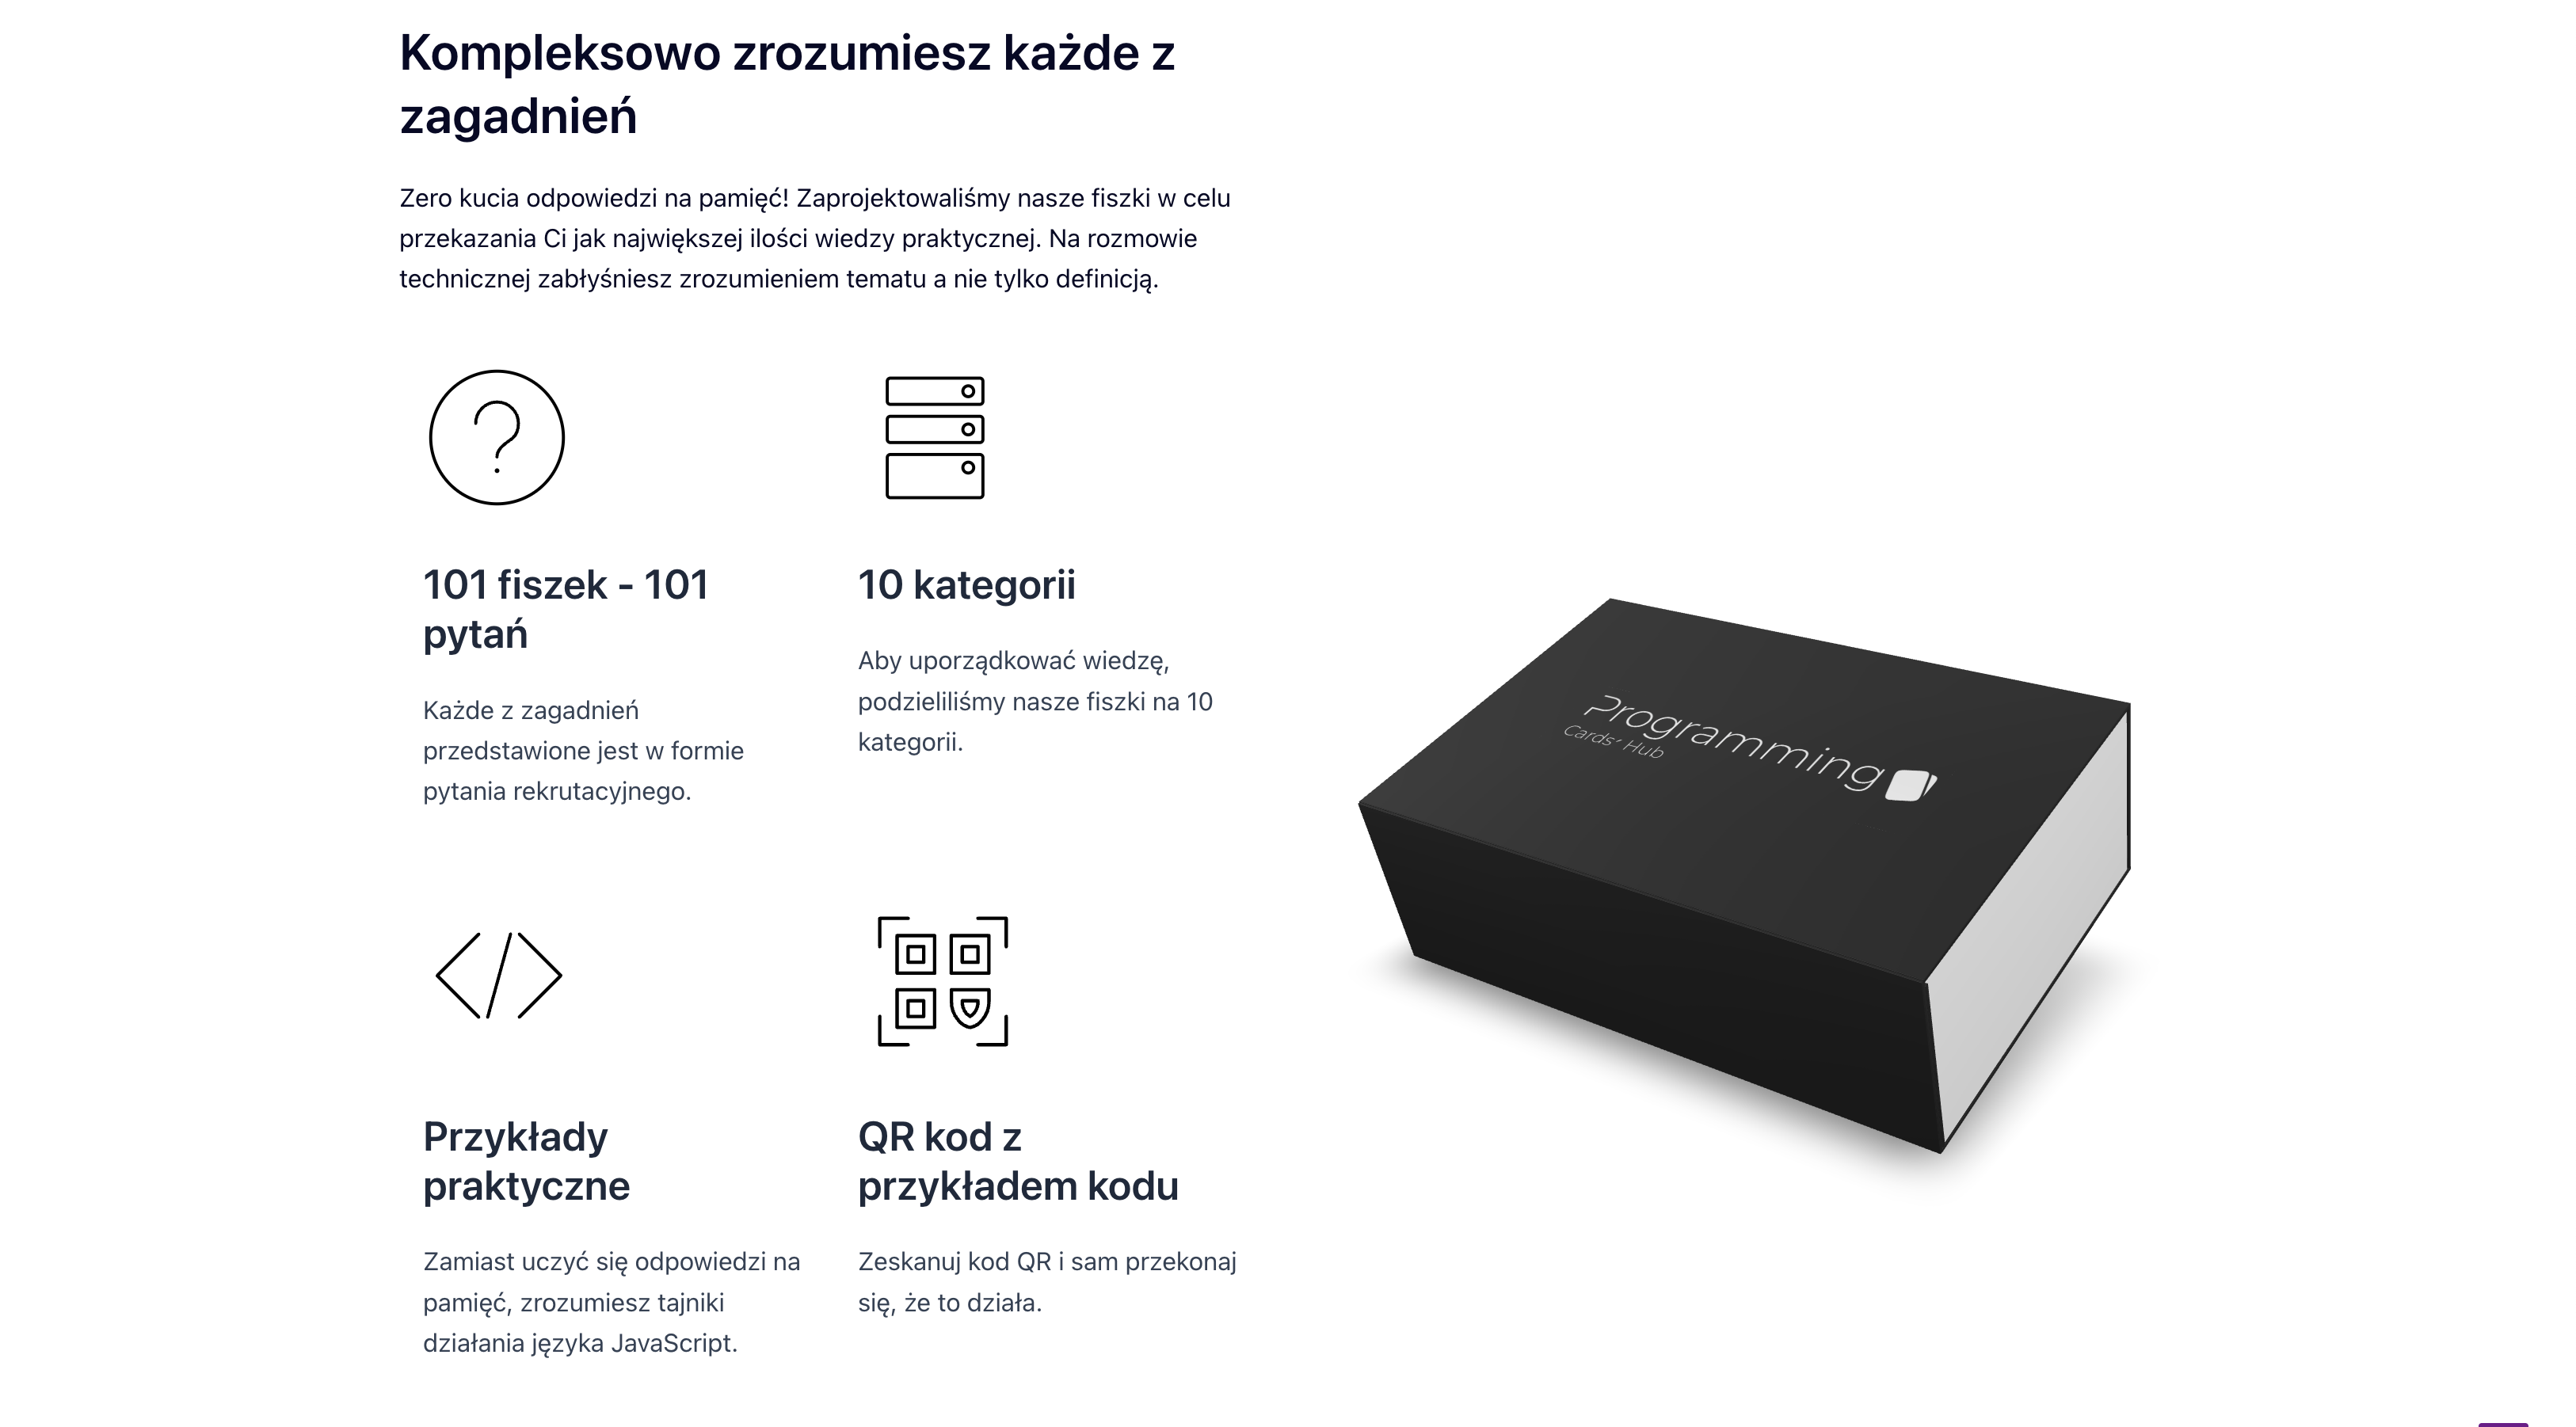 Kompleksowo zrozumiesz każde z
zagadnień
Zero kucia odpowiedzi na pamięć! Zaprojektowaliśmy nasze fiszki w celu
przekazania Ci jak największej ilości wiedzy praktycznej. Na rozmowie
technicznej zabłyśniesz zrozumieniem tematu a nie tylko definicją.
101 fiszek - 101
pytań
Każde z zagadnień
przedstawione jest w formie
pytania rekrutacyjnego.
10 kategorii
Aby uporządkować wiedzę,
podzieliliśmy nasze fiszki na 10
kategorii.
Przykłady
praktyczne
Zamiast uczyć się odpowiedzi na
pamięć, zrozumiesz tajniki
działania języka JavaScript.
QR kod z
przykładem kodu
Zeskanuj kod QR i sam przekonaj
się, że to działa.
Programming
Cards' Hub